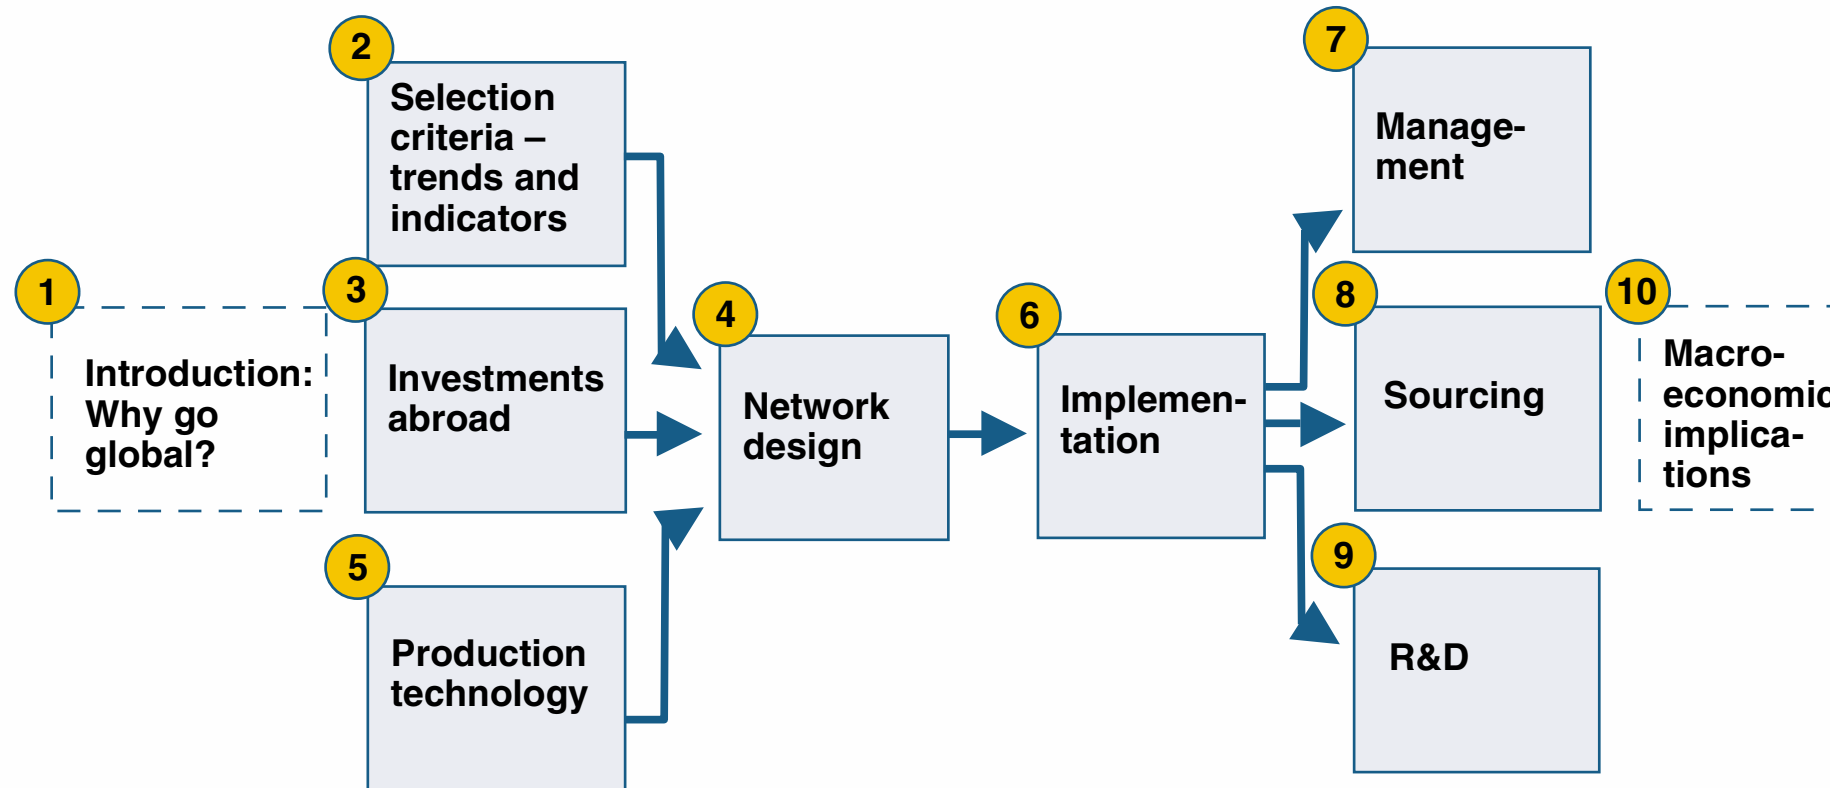 1
Introduction:
Why go
global?
2
Selection
criteria –
trends and
indicators
3
Investments
abroad
4
Network
design
5
Production
technology
6
Implemen-
tation
7
Manage-
ment
8
Sourcing
9
R&D
10
Macro-
economic
implica-
tions